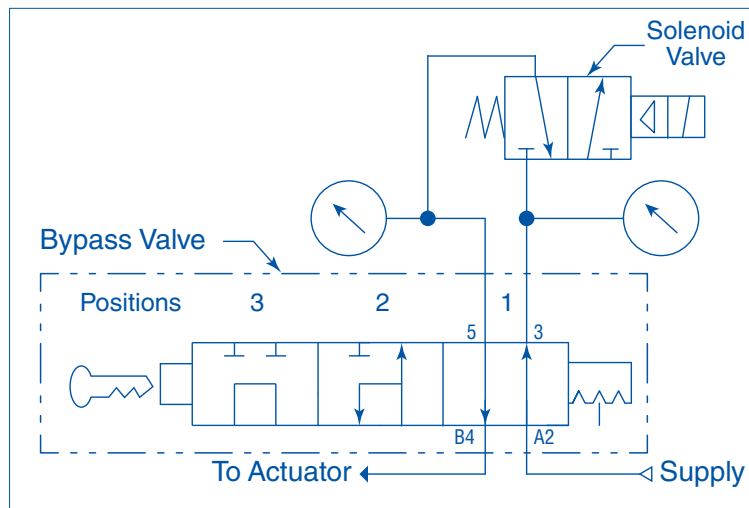 Solenoid
Valve
Bypass Valve
Positions 3 2 1
5 3
B4 A2
To Actuator Supply